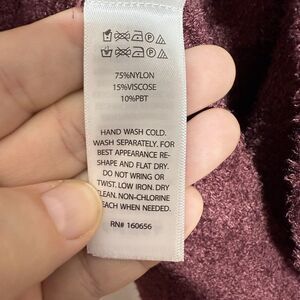 75%NYLON
15%VISCOSE
10%PBT
HAND WASH COLD.
WASH SEPARATELY. FOR
BEST APPEARANCE RE-
SHAPE AND FLAT DRY.
DO NOT WRING OR
TWIST. LOW IRON. DRY
CLEAN. NON-CHLORINE
BLEACH WHEN NEEDED.
RN# 160656